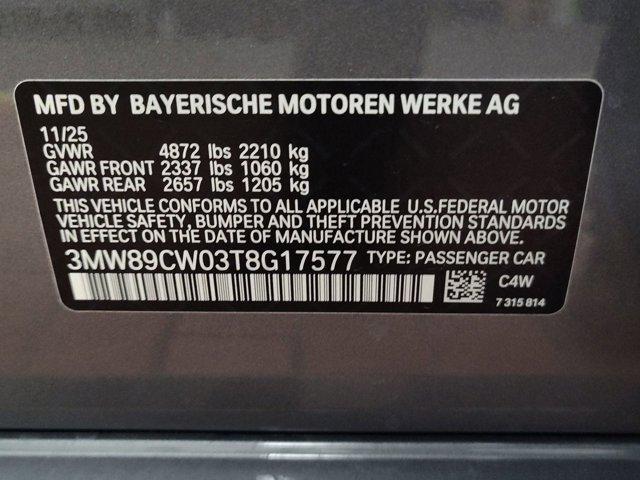 MFD BY BAYERISCHE MOTOREN WERKE AG
11/25
GVWR 4872 lbs 2210 kg
GAWR FRONT 2337 lbs 1060 kg
GAWR REAR 2657 lbs 1205 kg
THIS VEHICLE CONFORMS TO ALL APPLICABLE U.S.FEDERAL MOTOR
VEHICLE SAFETY, BUMPER AND THEFT PREVENTION STANDARDS
IN EFFECT ON THE DATE OF MANUFACTURE SHOWN ABOVE.
3MW89CW03T8G17577 TYPE: PASSENGER CAR
C4W
7 315 814